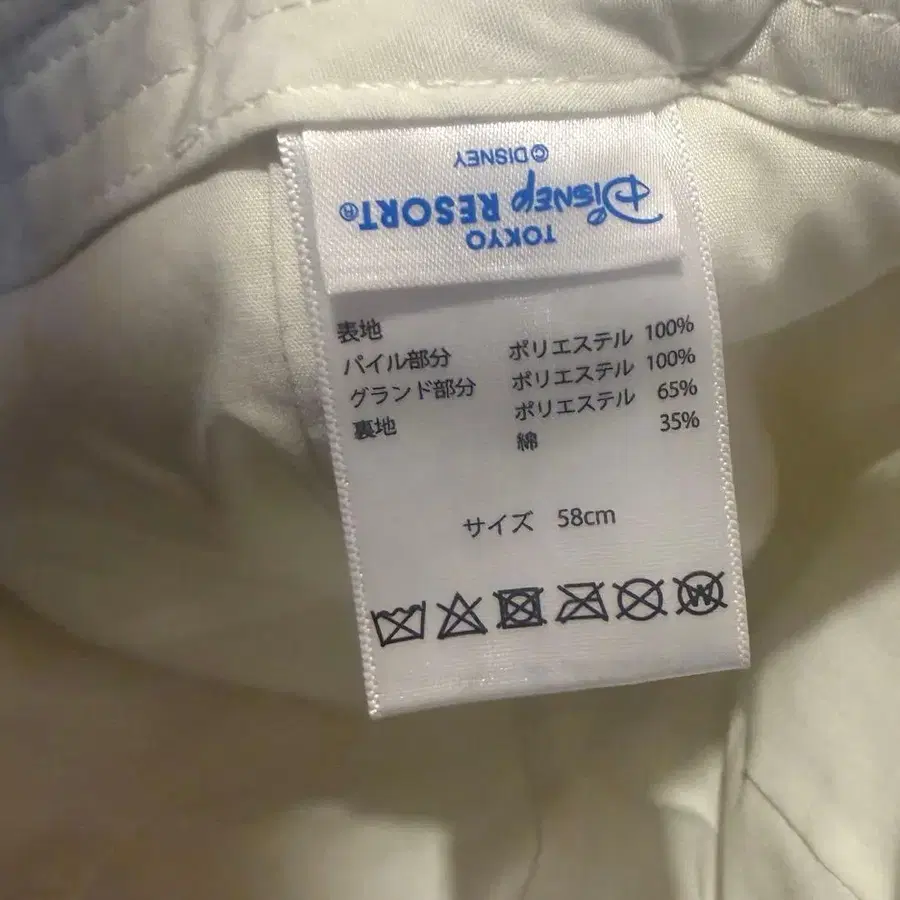 © DISNEY
TOKYO
Disney RESORT®
表地
パイル部分 ポリエステル 100%
グランド部分 ポリエステル 100%
裏地 ポリエステル 65%
綿 35%
サイズ 58cm